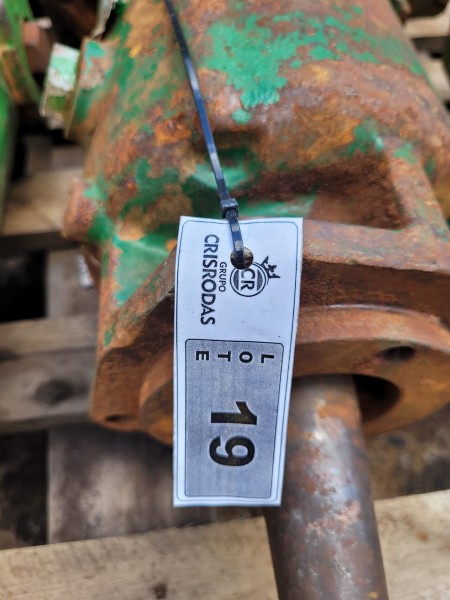 CR
GRUPO
CRISRODAS
LOTE
19